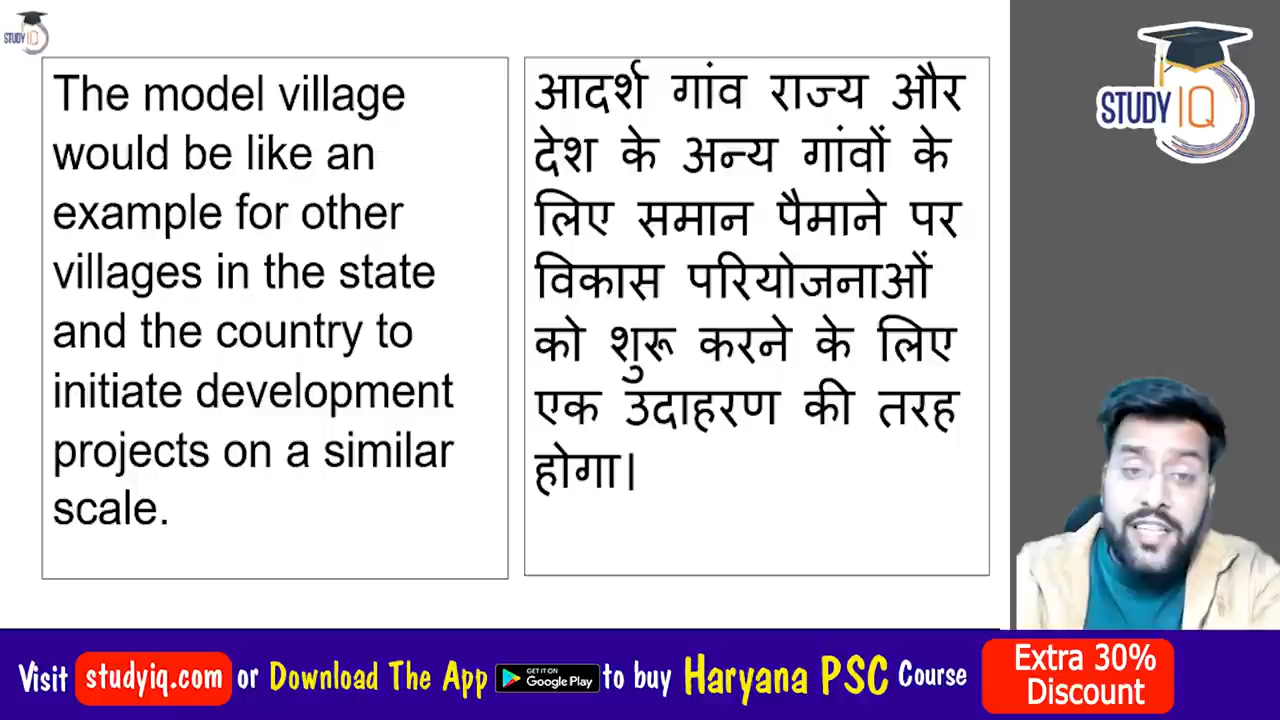 STUDY IQ
The model village
would be like an
example for other
villages in the state
and the country to
initiate development
projects on a similar
scale.
आदर्श गांव राज्य और
देश के अन्य गांवों के
लिए समान पैमाने पर
विकास परियोजनाओं
को शुरू करने के लिए
एक उदाहरण की तरह
होगा।
STUDY IQ
Visit studyiq.com or Download The App GET IT ON Google Play to buy Haryana PSC Course
Extra 30%
Discount